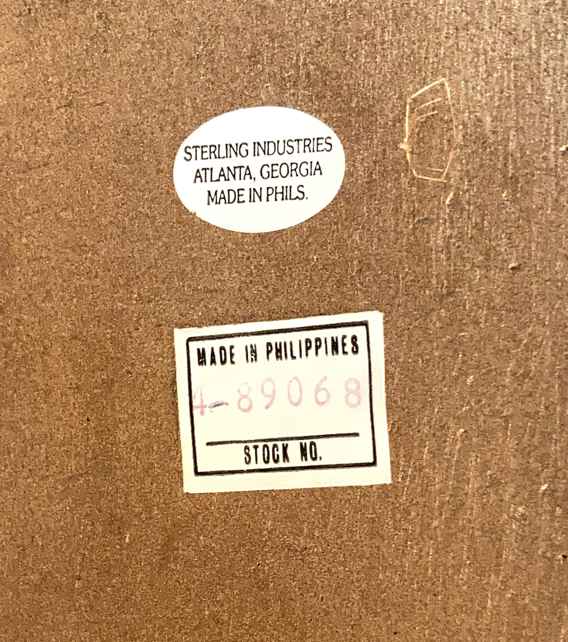 STERLING INDUSTRIES
ATLANTA, GEORGIA
MADE IN PHILS.
MADE IN PHILIPPINES
4-89068
STOCK NO.